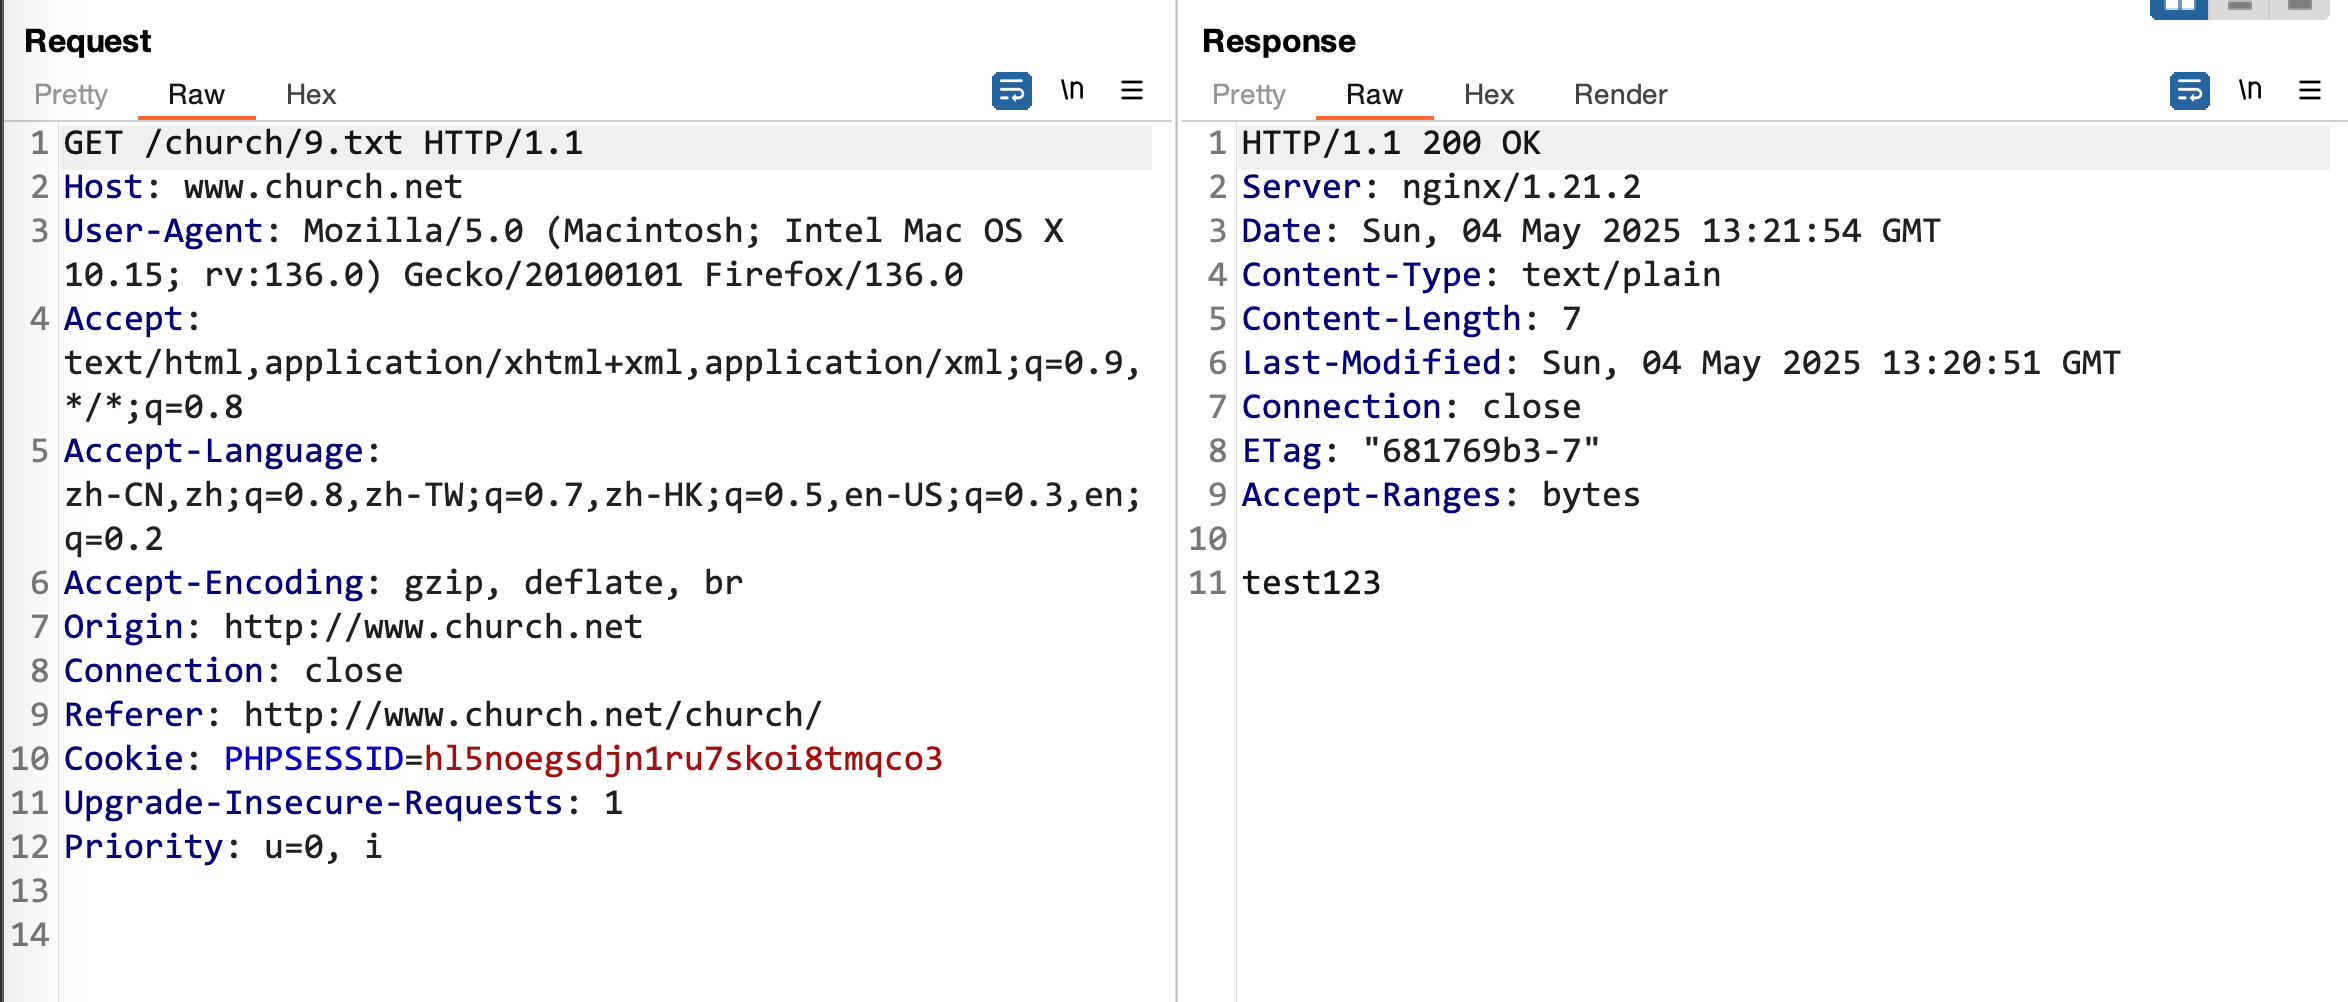 Request
Pretty Raw Hex \n
1 GET /church/9.txt HTTP/1.1
2 Host: www.church.net
3 User-Agent: Mozilla/5.0 (Macintosh; Intel Mac OS X
10.15; rv:136.0) Gecko/20100101 Firefox/136.0
4 Accept:
text/html,application/xhtml+xml,application/xml;q=0.9,
*/*;q=0.8
5 Accept-Language:
zh-CN,zh;q=0.8,zh-TW;q=0.7,zh-HK;q=0.5,en-US;q=0.3,en;
q=0.2
6 Accept-Encoding: gzip, deflate, br
7 Origin: http://www.church.net
8 Connection: close
9 Referer: http://www.church.net/church/
10 Cookie: PHPSESSID=hl5noegsdjn1ru7skoi8tmqco3
11 Upgrade-Insecure-Requests: 1
12 Priority: u=0, i
13
14
Response
Pretty Raw Hex Render \n
1 HTTP/1.1 200 OK
2 Server: nginx/1.21.2
3 Date: Sun, 04 May 2025 13:21:54 GMT
4 Content-Type: text/plain
5 Content-Length: 7
6 Last-Modified: Sun, 04 May 2025 13:20:51 GMT
7 Connection: close
8 ETag: "681769b3-7"
9 Accept-Ranges: bytes
10
11 test123